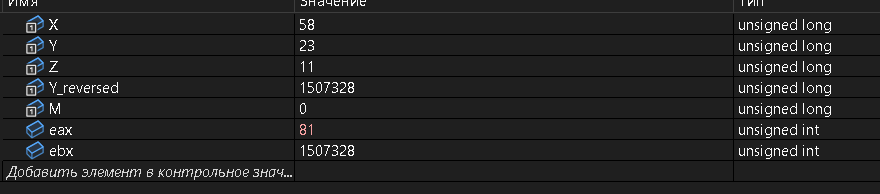 Имя Значение Тип
X 58 unsigned long
Y 23 unsigned long
Z 11 unsigned long
Y_reversed 1507328 unsigned long
M 0 unsigned long
eax 81 unsigned int
ebx 1507328 unsigned int
Добавить элемент в контрольное знач...